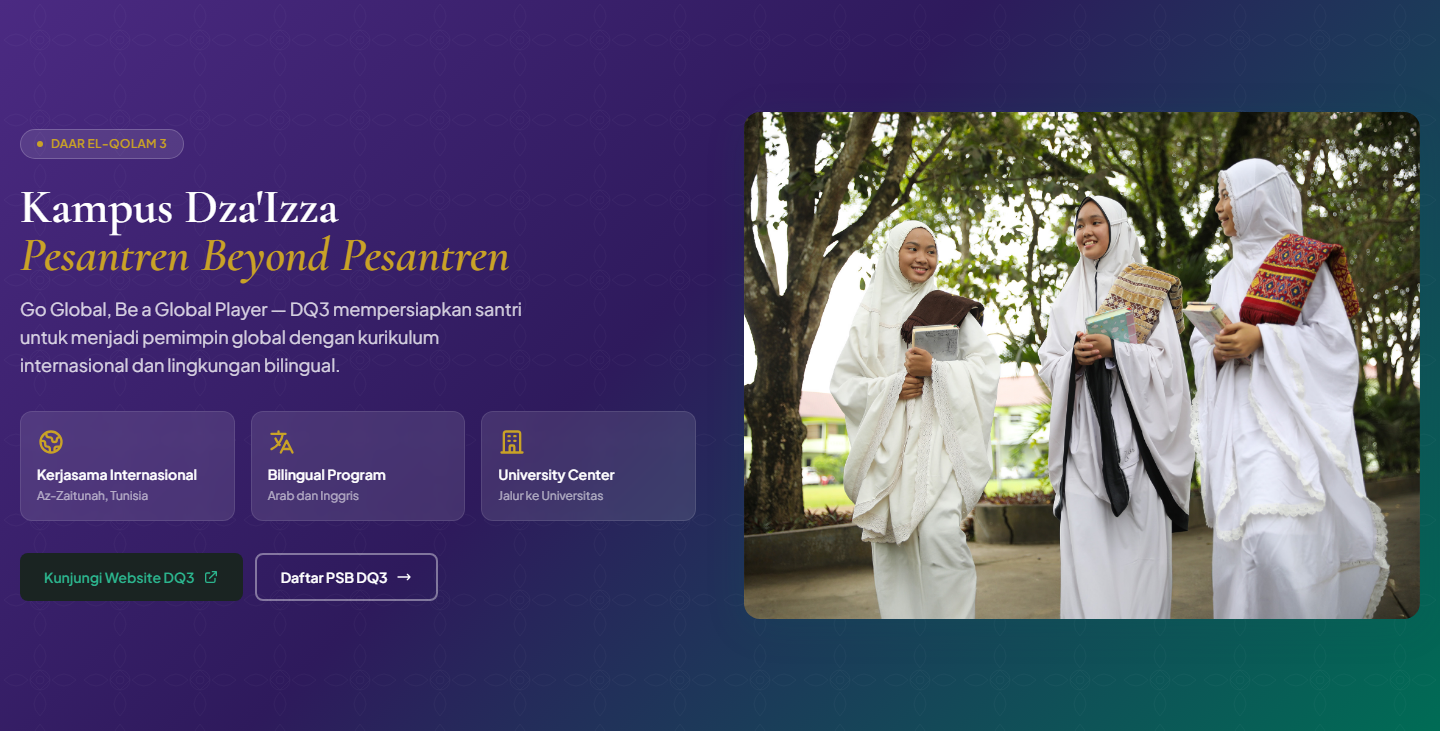 DAAR EL-QOLAM 3
Kampus Dza'Izza
Pesantren Beyond Pesantren
Go Global, Be a Global Player — DQ3 mempersiapkan santri
untuk menjadi pemimpin global dengan kurikulum
internasional dan lingkungan bilingual.
Kerjasama Internasional
Az-Zaitunah, Tunisia
Bilingual Program
Arab dan Inggris
University Center
Jalur ke Universitas
Kunjungi Website DQ3
Daftar PSB DQ3 →